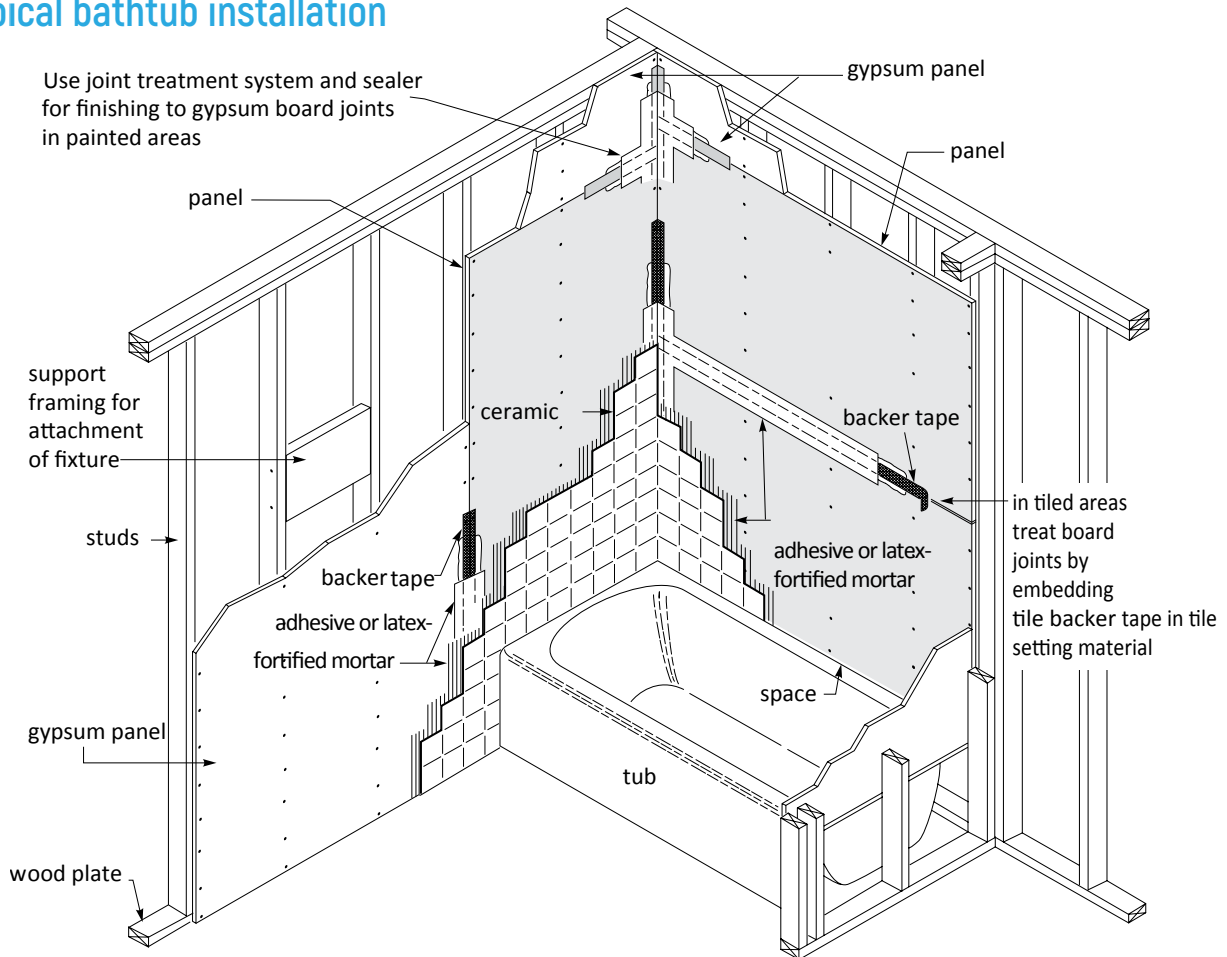 pical bathtub installation
Use joint treatment system and sealer
for finishing to gypsum board joints
in painted areas
gypsum panel
panel
panel
support
framing for
attachment
of fixture
ceramic
backer tape
studs
in tiled areas
treat board
joints by
embedding
tile backer tape in tile
setting material
backer tape
adhesive or latex-
fortified mortar
adhesive or latex-
fortified mortar
space
gypsum panel
tub
wood plate